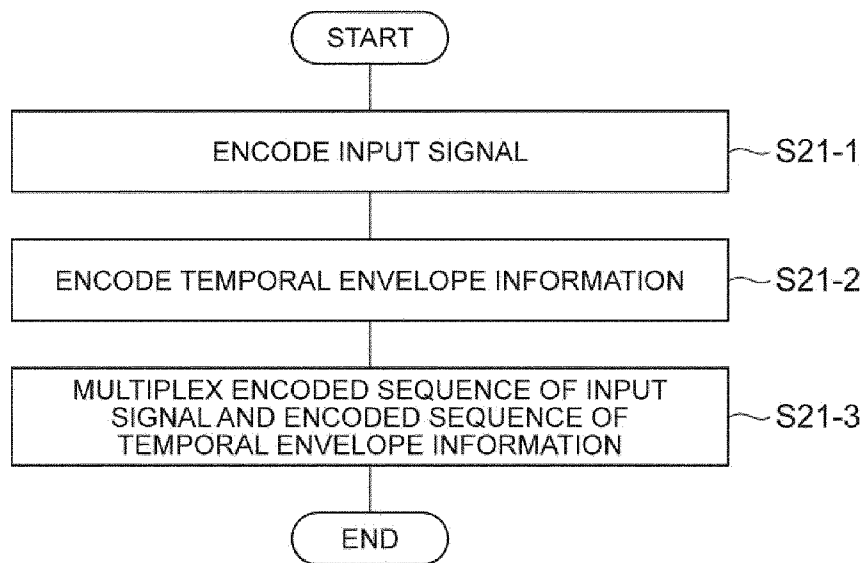 START
ENCODE INPUT SIGNAL
S21-1
ENCODE TEMPORAL ENVELOPE INFORMATION
S21-2
MULTIPLEX ENCODED SEQUENCE OF INPUT
SIGNAL AND ENCODED SEQUENCE OF
TEMPORAL ENVELOPE INFORMATION
S21-3
END